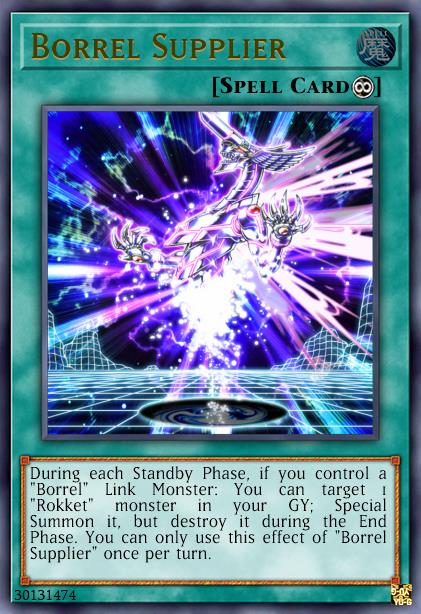 Borrel Supplier
魔
[Spell Card]
During each Standby Phase, if you control a
"Borrel" Link Monster: You can target 1
"Rokket" monster in your GY; Special
Summon it, but destroy it during the End
Phase. You can only use this effect of "Borrel
Supplier" once per turn.
30131474